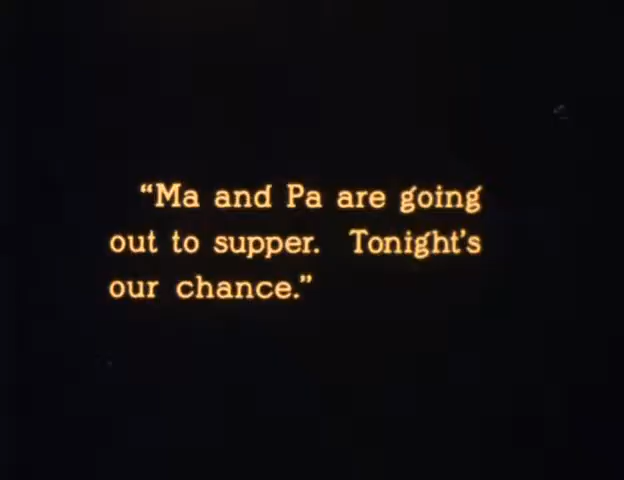 “Ma and Pa are going
out to supper. Tonight’s
our chance.”